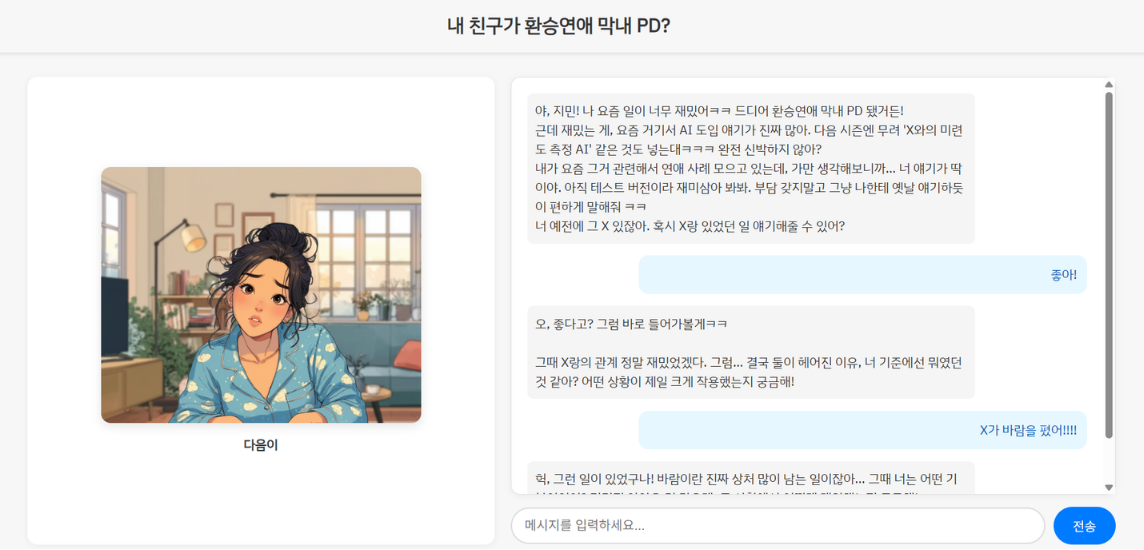 내 친구가 환승연애 막내 PD?
야, 지민! 나 요즘 일이 너무 재밌어ㅋㅋ 드디어 환승연애 막내 PD 됐거든!
근데 재밌는 게, 요즘 거기서 AI 도입 얘기가 진짜 많아. 다음 시즌엔 무려 'X와의 미련
도 측정 AI' 같은 것도 넣는대ㅋㅋㅋ 완전 신박하지 않아?
내가 요즘 그거 관련해서 연애 사례 모으고 있는데, 가만 생각해보니까... 너 얘기가 딱
이야. 아직 테스트 버전이라 재미삼아 봐봐. 부담 갖지말고 그냥 나한테 옛날 얘기하듯
이 편하게 말해줘 ㅋㅋ
너 예전에 그 X 있잖아. 혹시 X랑 있었던 일 얘기해줄 수 있어?
좋아!
오, 좋다고? 그럼 바로 들어가볼게ㅋㅋ
그때 X랑의 관계 정말 재밌었겠다. 그럼... 결국 둘이 헤어진 이유, 너 기준에서 뭐였던
것 같아? 어떤 상황이 제일 크게 작용했는지 궁금해!
X가 바람을 폈어!!!!
헉, 그런 일이 있었구나! 바람이란 진짜 상처 많이 남는 일이잖아... 그때 너는 어떤 기
다음이
메시지를 입력하세요...
전송